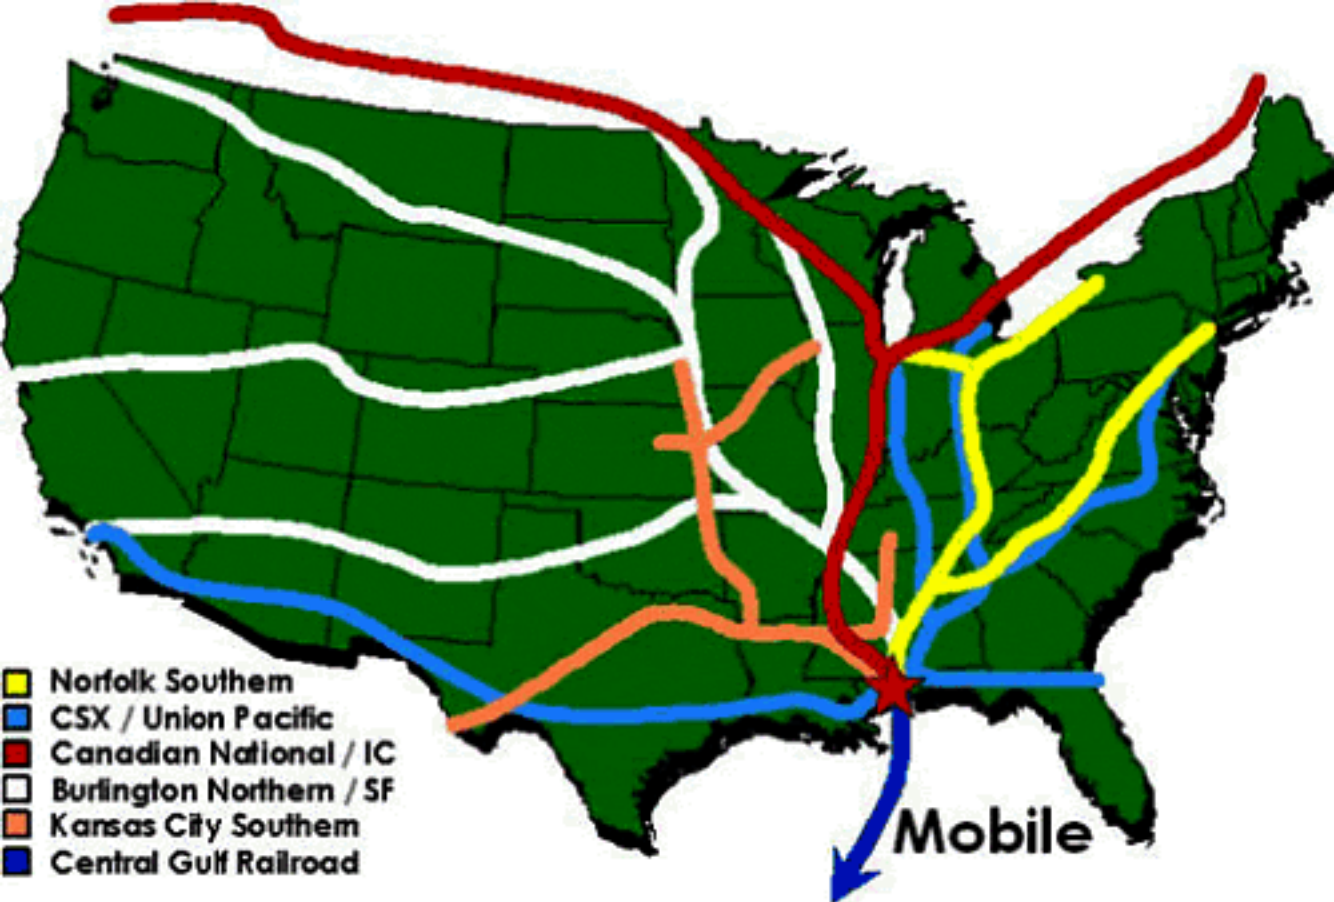 Norfolk Southern
CSX / Union Pacific
Canadian National / IC
Burlington Northern / SF
Kansas City Southern
Central Gulf Railroad
Mobile